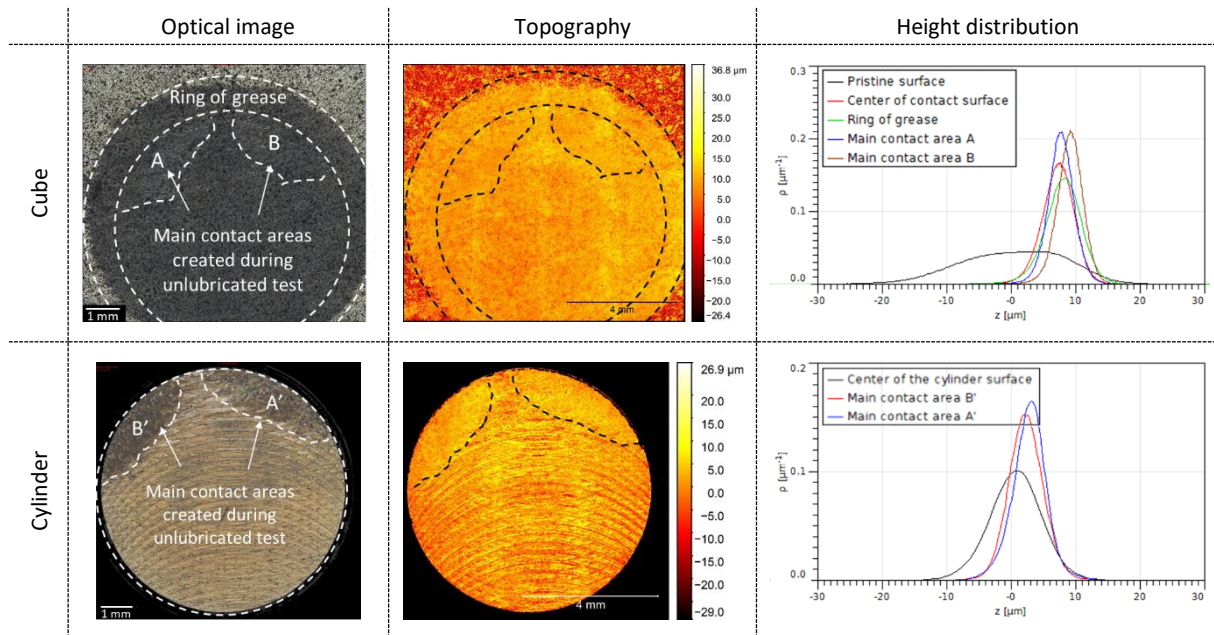 Optical image
Topography
Height distribution
Cube
Ring of grease
A
B
Main contact areas
created during
unlubricated test
1 mm
4 mm
36.8 µm
30.0
25.0
20.0
15.0
10.0
5.0
0.0
−5.0
−10.0
−15.0
−20.0
−26.4
Pristine surface
Center of contact surface
Ring of grease
Main contact area A
Main contact area B
ρ [µm⁻¹]
0.3
0.2
0.1
0.0
-30
-20
-10
-0
10
20
30
z [µm]
Cylinder
B’
A’
Main contact areas
created during
unlubricated test
1 mm
4 mm
26.9 µm
20.0
15.0
10.0
5.0
0.0
−5.0
−10.0
−15.0
−20.0
−29.0
Center of the cylinder surface
Main contact area B'
Main contact area A'
ρ [µm⁻¹]
0.2
0.1
0.0
-30
-20
-10
-0
10
20
30
z [µm]